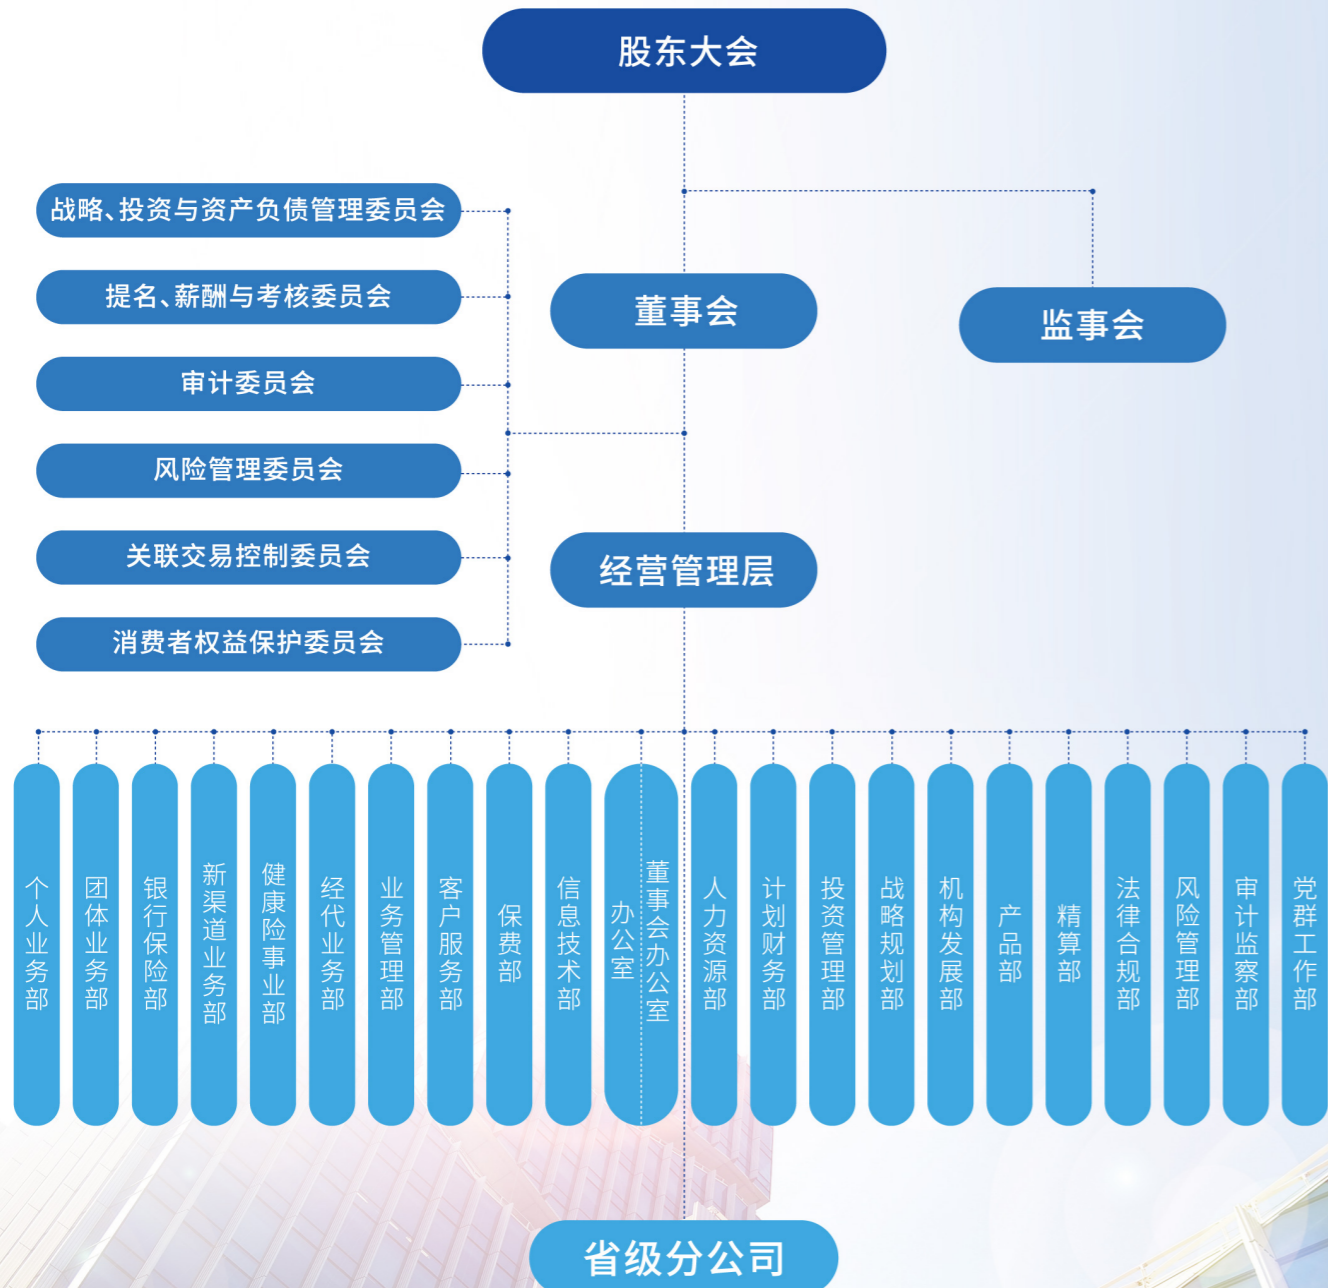 股东大会
战略、投资与资产负债管理委员会
提名、薪酬与考核委员会
审计委员会
风险管理委员会
关联交易控制委员会
消费者权益保护委员会
董事会
监事会
经营管理层
个人业务部
团体业务部
银行保险部
新渠道业务部
健康险事业部
经代业务部
业务管理部
客户服务部
保费部
信息技术部
办公室
董事会办公室
人力资源部
计划财务部
投资管理部
战略规划部
机构发展部
产品部
精算部
法律合规部
风险管理部
审计监察部
党群工作部
省级分公司